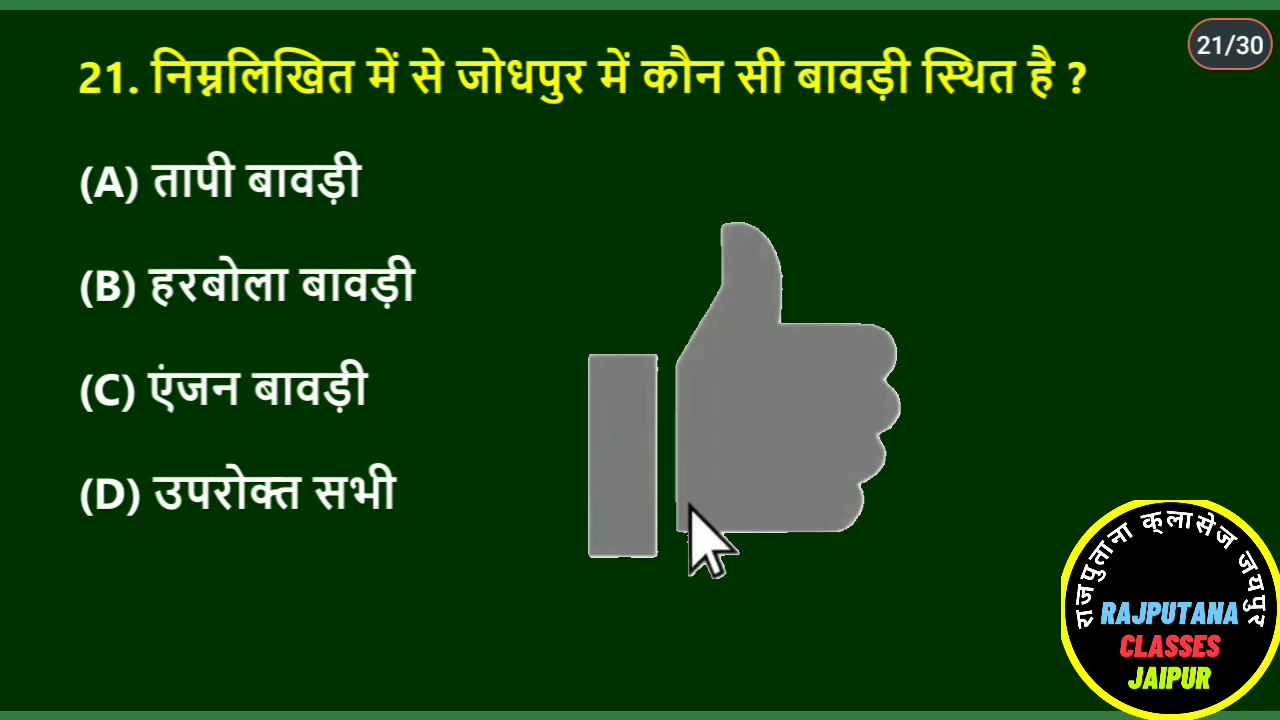 21/30
21. निम्नलिखित में से जोधपुर में कौन सी बावड़ी स्थित है ?
(A) तापी बावड़ी
(B) हरबोला बावड़ी
(C) एंजन बावड़ी
(D) उपरोक्त सभी
राजपुताना क्लासेज जयपुर
RAJPUTANA
CLASSES
JAIPUR